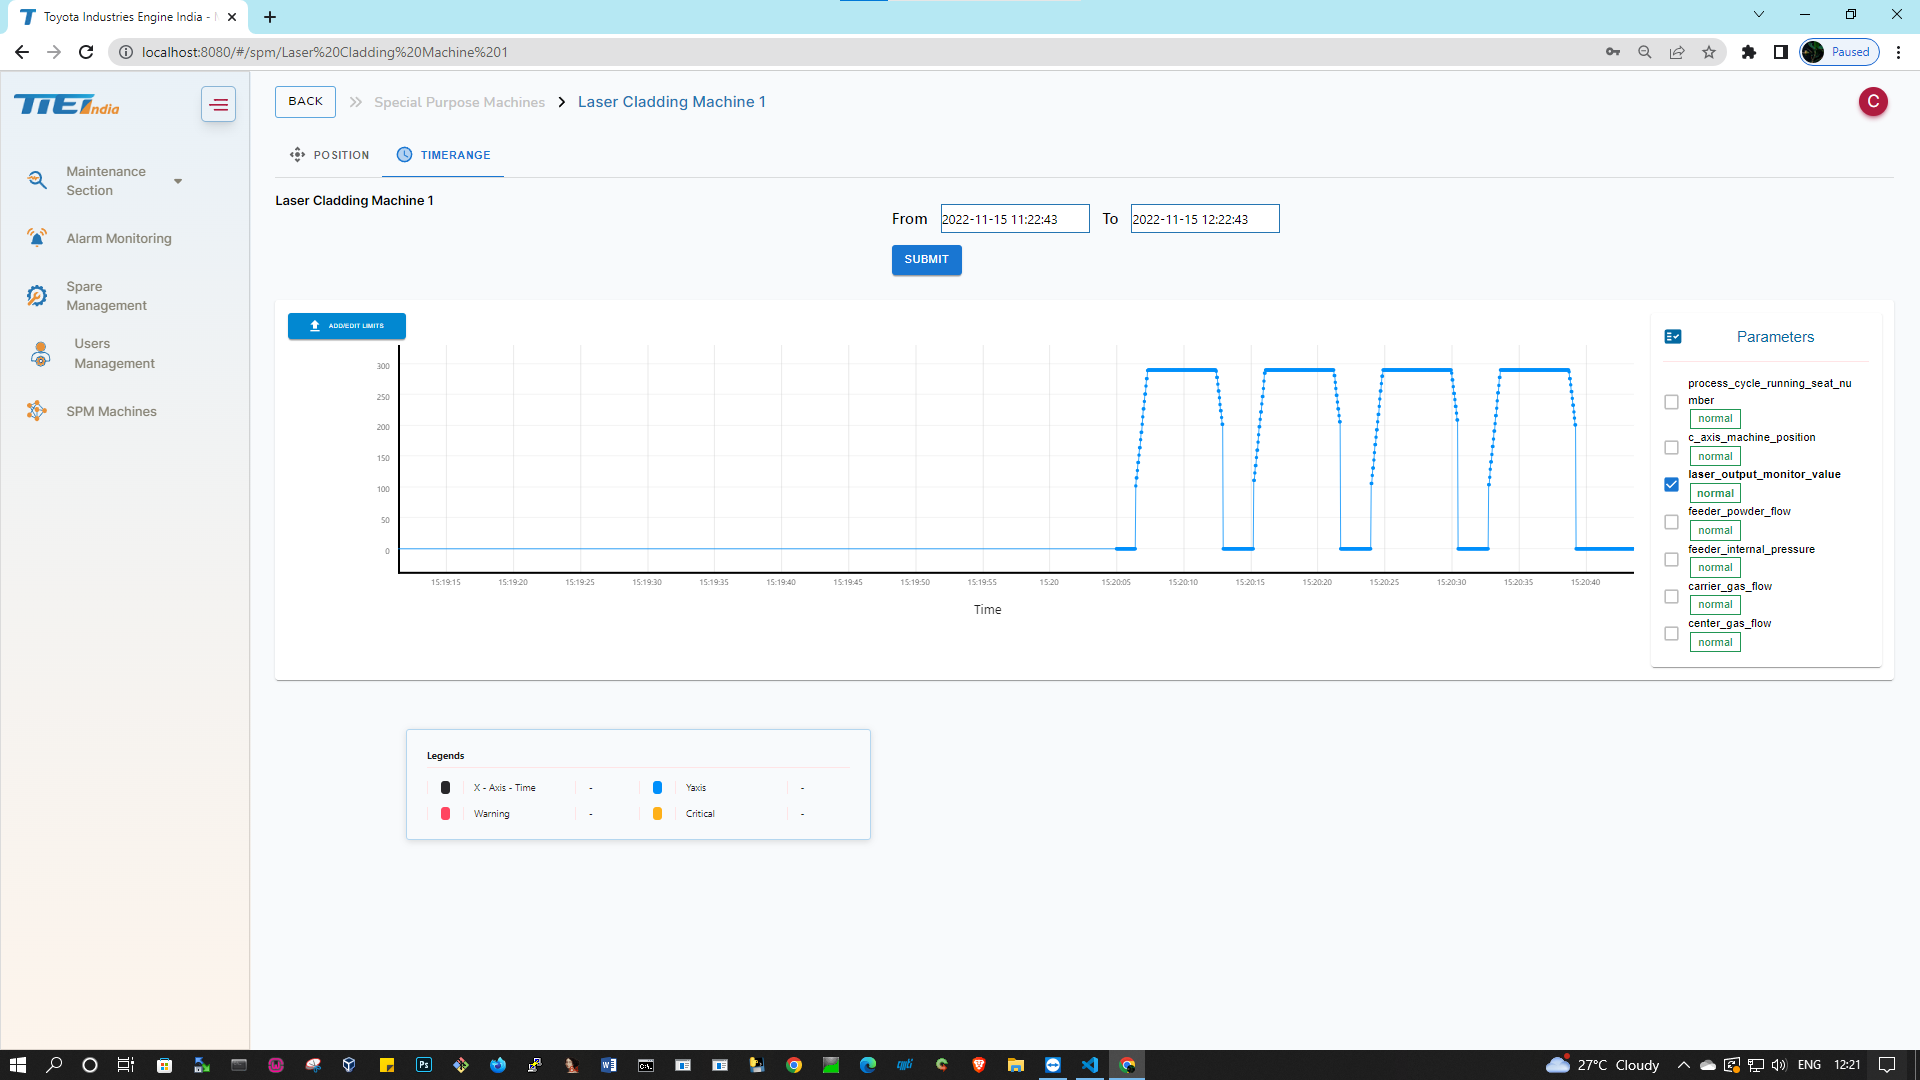 Toyota Industries Engine India -
localhost:8080/#/spm/Laser%20Cladding%20Machine%201
Paused
TIEI India
BACK
Special Purpose Machines
Laser Cladding Machine 1
C
Maintenance
Section
Alarm Monitoring
Spare
Management
Users
Management
SPM Machines
POSITION
TIMERANGE
Laser Cladding Machine 1
From 2022-11-15 11:22:43 To 2022-11-15 12:22:43
SUBMIT
ADD/EDIT LIMITS
300
250
200
150
100
50
0
15:19:15 15:19:20 15:19:25 15:19:30 15:19:35 15:19:40 15:19:45 15:19:50 15:19:55 15:20 15:20:05 15:20:10 15:20:15 15:20:20 15:20:25 15:20:30 15:20:35 15:20:40
Time
Parameters
process_cycle_running_seat_nu
mber
normal
c_axis_machine_position
normal
laser_output_monitor_value
normal
feeder_powder_flow
normal
feeder_internal_pressure
normal
carrier_gas_flow
normal
center_gas_flow
normal
Legends
X - Axis - Time - Yaxis -
Warning - Critical -
27°C Cloudy
ENG
12:21